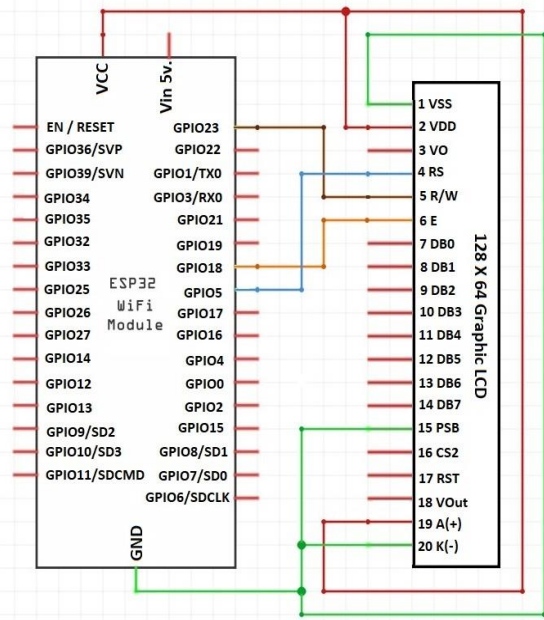 VCC
Vin 5v.
EN / RESET
GPIO36/SVP
GPIO39/SVN
GPIO34
GPIO35
GPIO32
GPIO33
GPIO25
GPIO26
GPIO27
GPIO14
GPIO12
GPIO13
GPIO9/SD2
GPIO10/SD3
GPIO11/SDCMD
ESP32
WiFi
Module
GPIO23
GPIO22
GPIO1/TX0
GPIO3/RX0
GPIO21
GPIO19
GPIO18
GPIO5
GPIO17
GPIO16
GPIO4
GPIO0
GPIO2
GPIO15
GPIO8/SD1
GPIO7/SD0
GPIO6/SDCLK
GND
1 VSS
2 VDD
3 VO
4 RS
5 R/W
6 E
7 DB0
8 DB1
9 DB2
10 DB3
11 DB4
12 DB5
13 DB6
14 DB7
15 PSB
16 CS2
17 RST
18 VOut
19 A(+)
20 K(-)
128 X 64 Graphic LCD